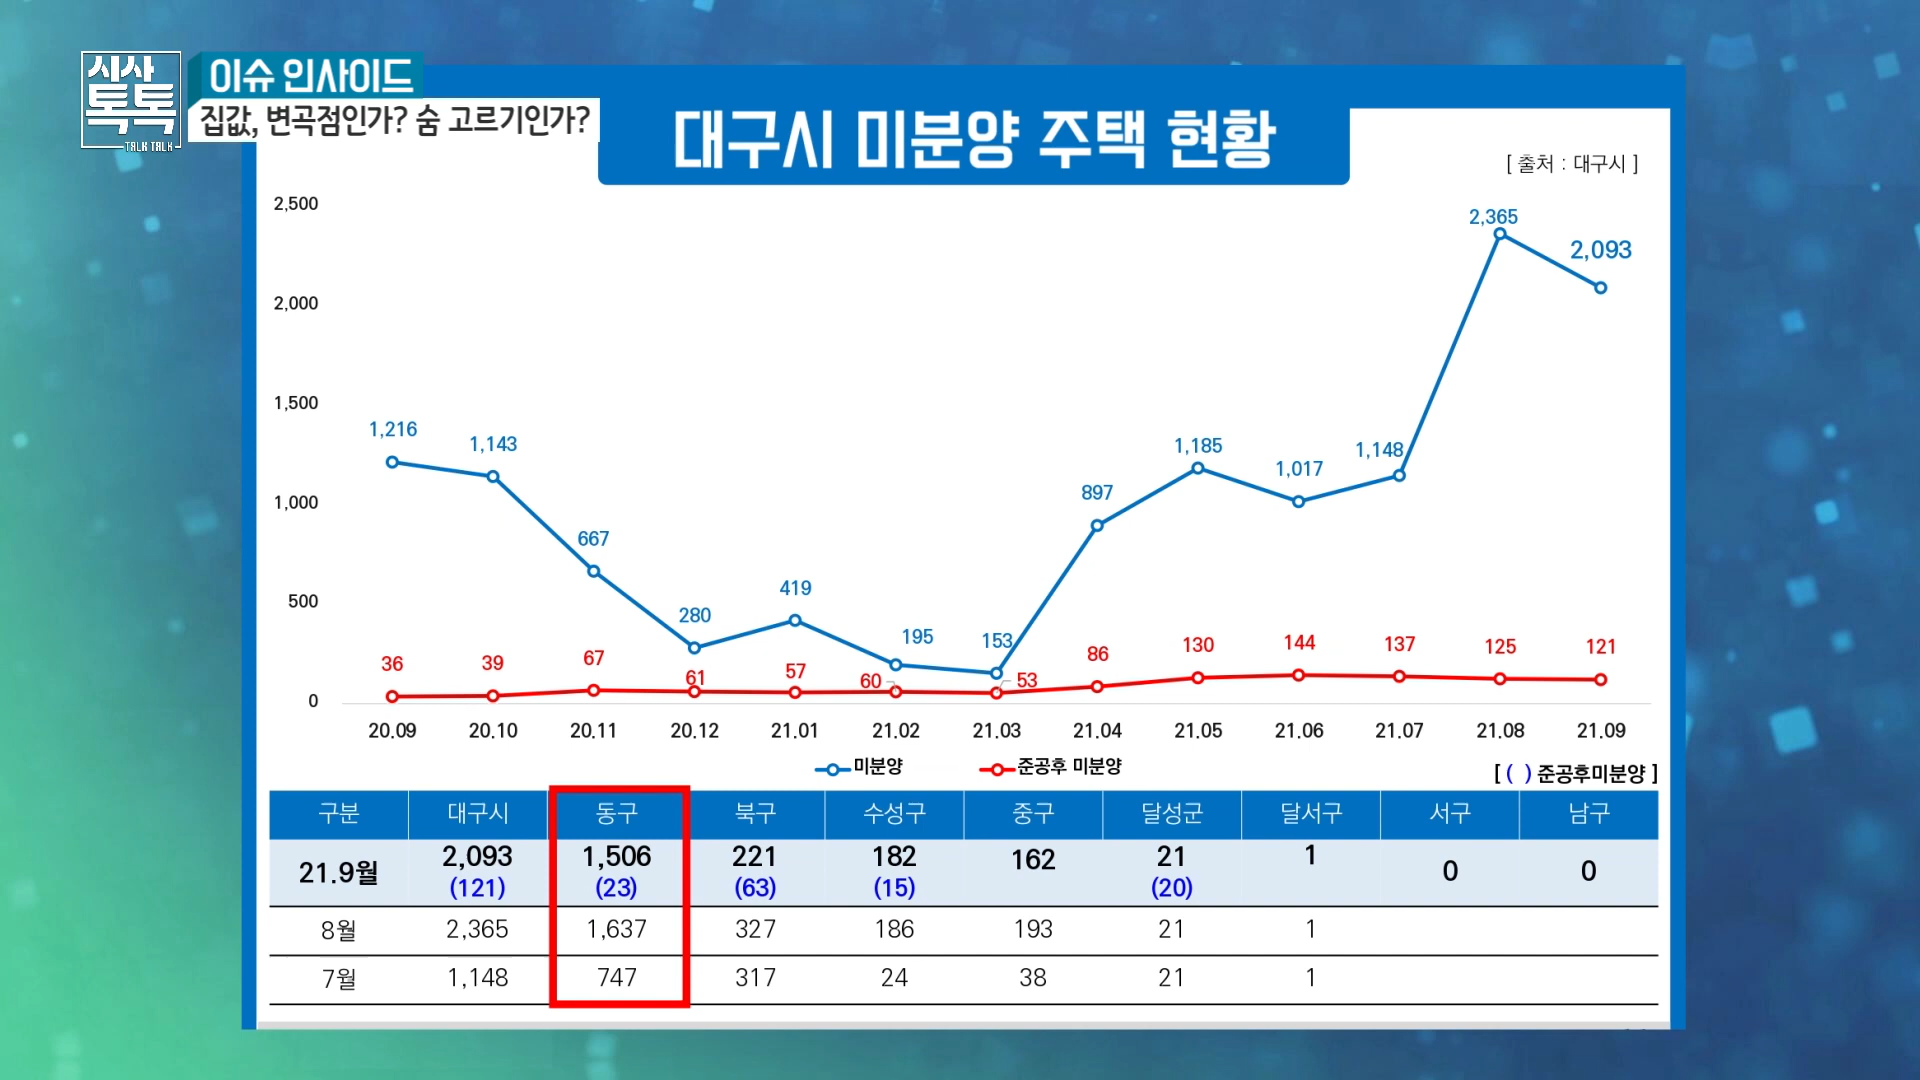 시사
톡톡
TALK TALK
이슈 인사이드
집값, 변곡점인가? 숨 고르기인가?
대구시 미분양 주택 현황
[ 출처 : 대구시 ]
2,500
2,000
1,500
1,000
500
0
1,216 1,143 667 280 419 195 153 897 1,185 1,017 1,148 2,365 2,093
36 39 67 61 57 60 53 86 130 144 137 125 121
20.09 20.10 20.11 20.12 21.01 21.02 21.03 21.04 21.05 21.06 21.07 21.08 21.09
미분양 준공후 미분양
[ ( ) 준공후미분양 ]
구분 대구시 동구 북구 수성구 중구 달성군 달서구 서구 남구
21.9월 2,093 1,506 221 182 162 21 1 0 0
(121) (23) (63) (15) (20)
8월 2,365 1,637 327 186 193 21 1
7월 1,148 747 317 24 38 21 1